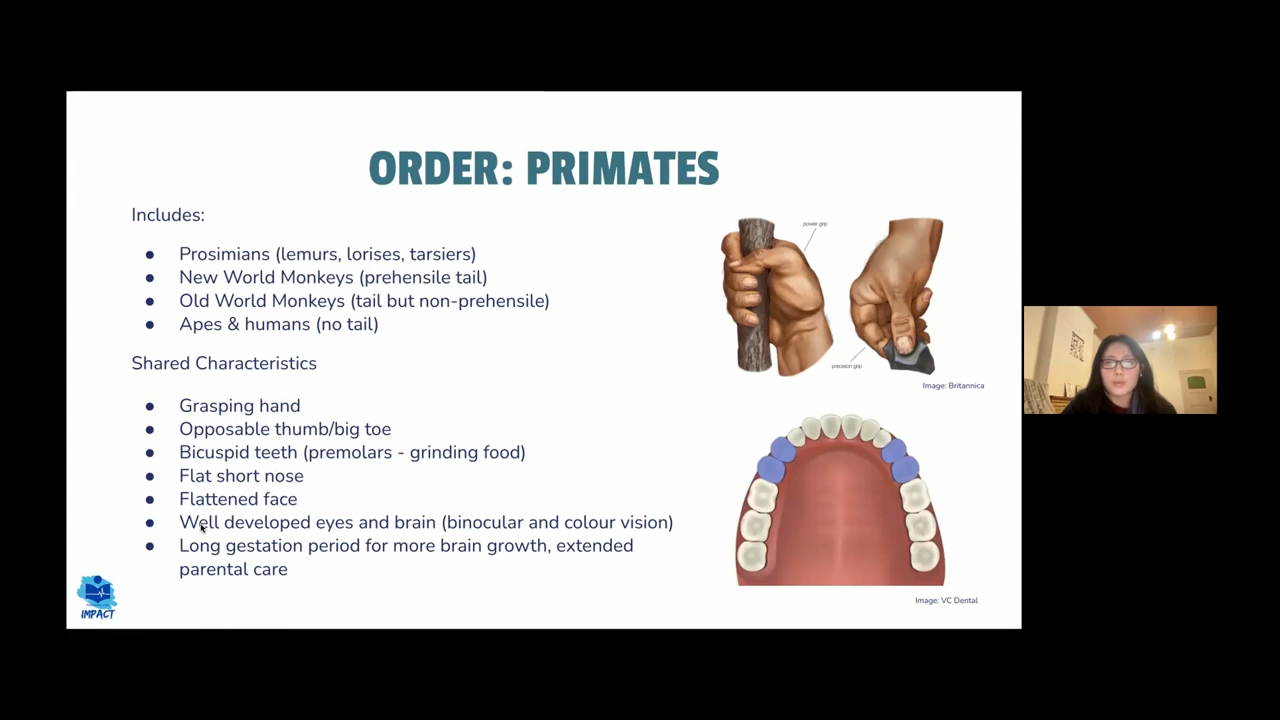 ORDER: PRIMATES
Includes:
● Prosimians (lemurs, lorises, tarsiers)
● New World Monkeys (prehensile tail)
● Old World Monkeys (tail but non-prehensile)
● Apes & humans (no tail)
Shared Characteristics
● Grasping hand
● Opposable thumb/big toe
● Bicuspid teeth (premolars - grinding food)
● Flat short nose
● Flattened face
● Well developed eyes and brain (binocular and colour vision)
● Long gestation period for more brain growth, extended
parental care
power grip
precision grip
Image: Britannica
Image: VC Dental
IMPACT